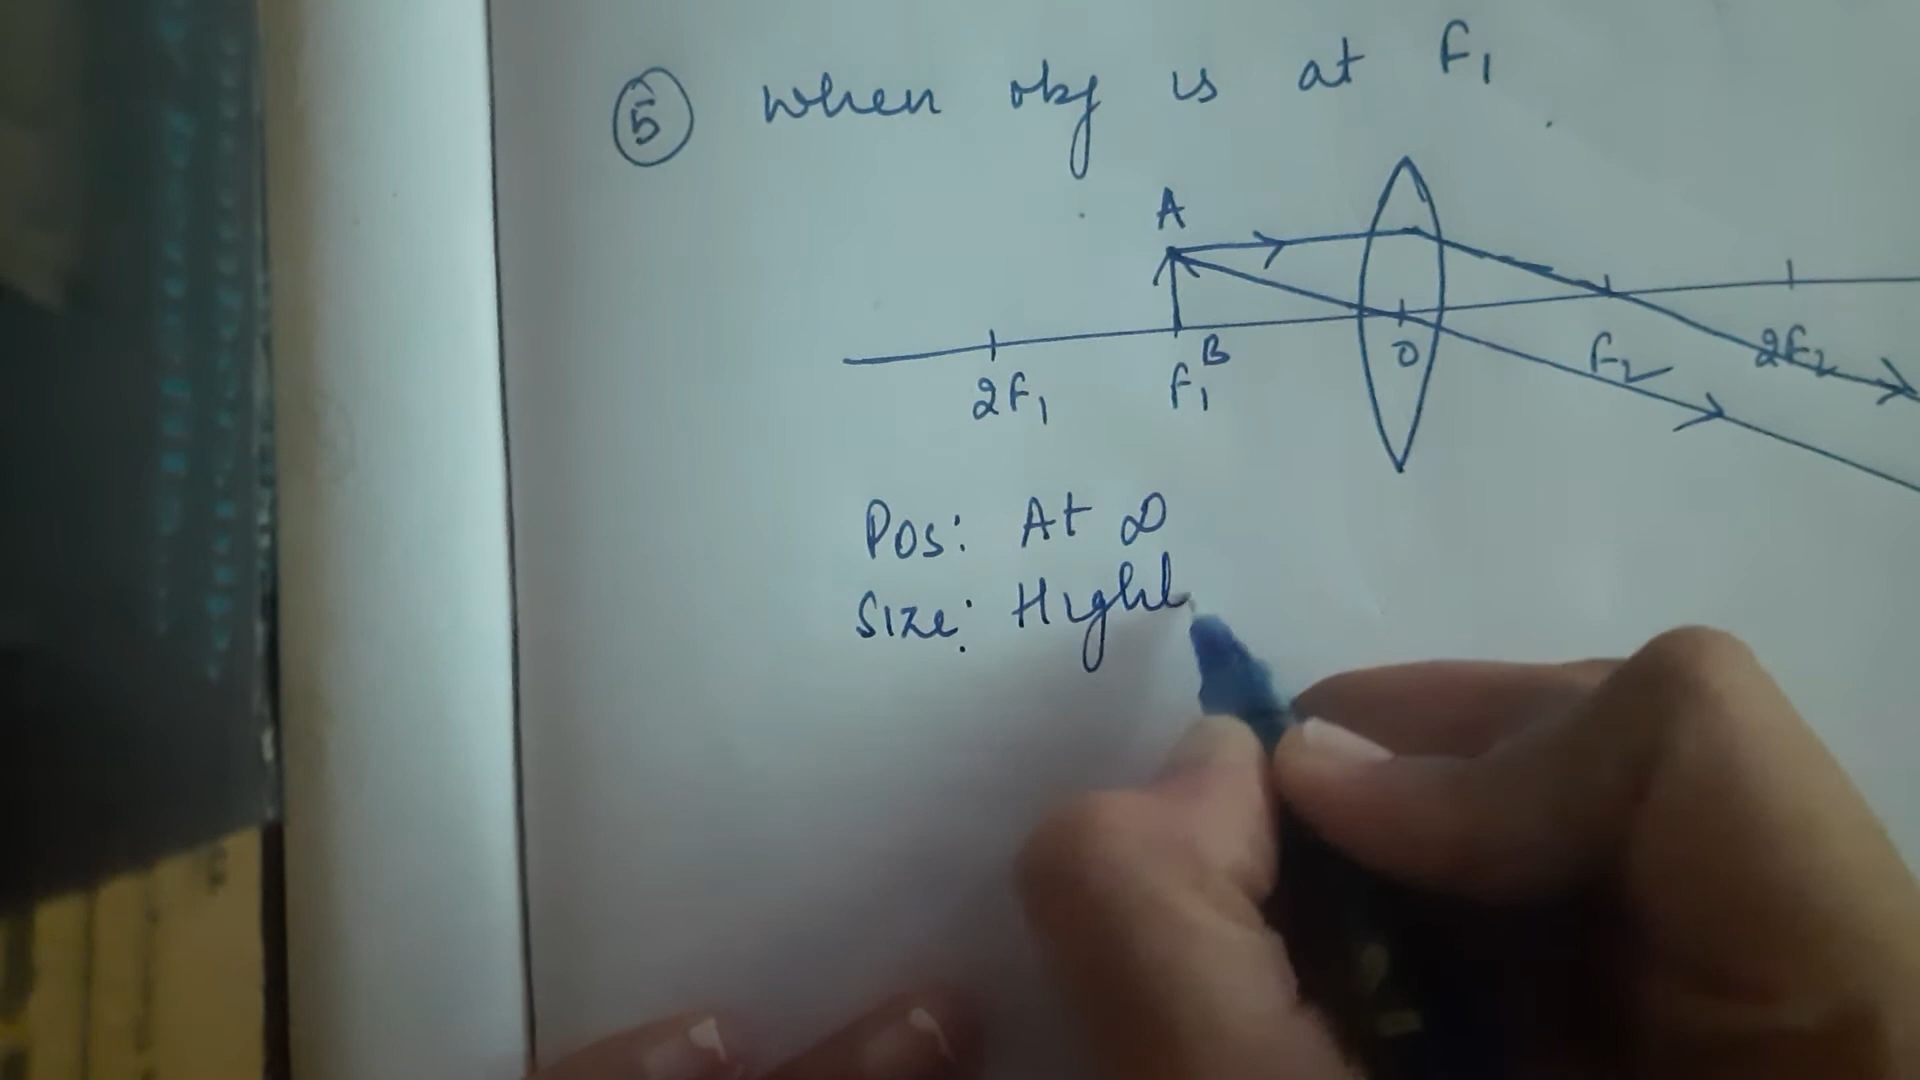 5 When obj is at F1
A
B
O
F2
2F2
2F1
F1
Pos: At ∞
Size: Highl